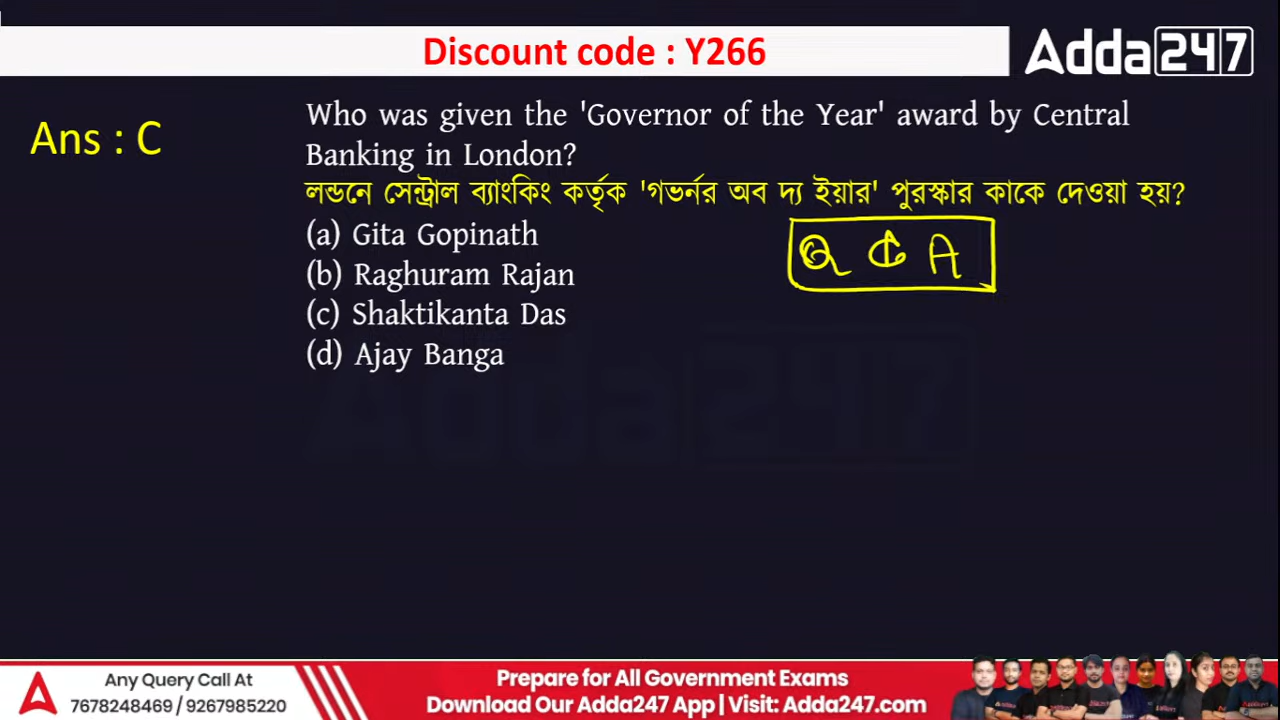 Discount code : Y266
Adda247
Ans : C
Who was given the 'Governor of the Year' award by Central
Banking in London?
লন্ডনে সেন্ট্রাল ব্যাংকিং কর্তৃক 'গভর্নর অব দ্য ইয়ার' পুরস্কার কাকে দেওয়া হয়?
(a) Gita Gopinath
(b) Raghuram Rajan
(c) Shaktikanta Das
(d) Ajay Banga
Q & A
Adda247
Any Query Call At
7678248469 / 9267985220
Prepare for All Government Exams
Download Our Adda247 App | Visit: Adda247.com